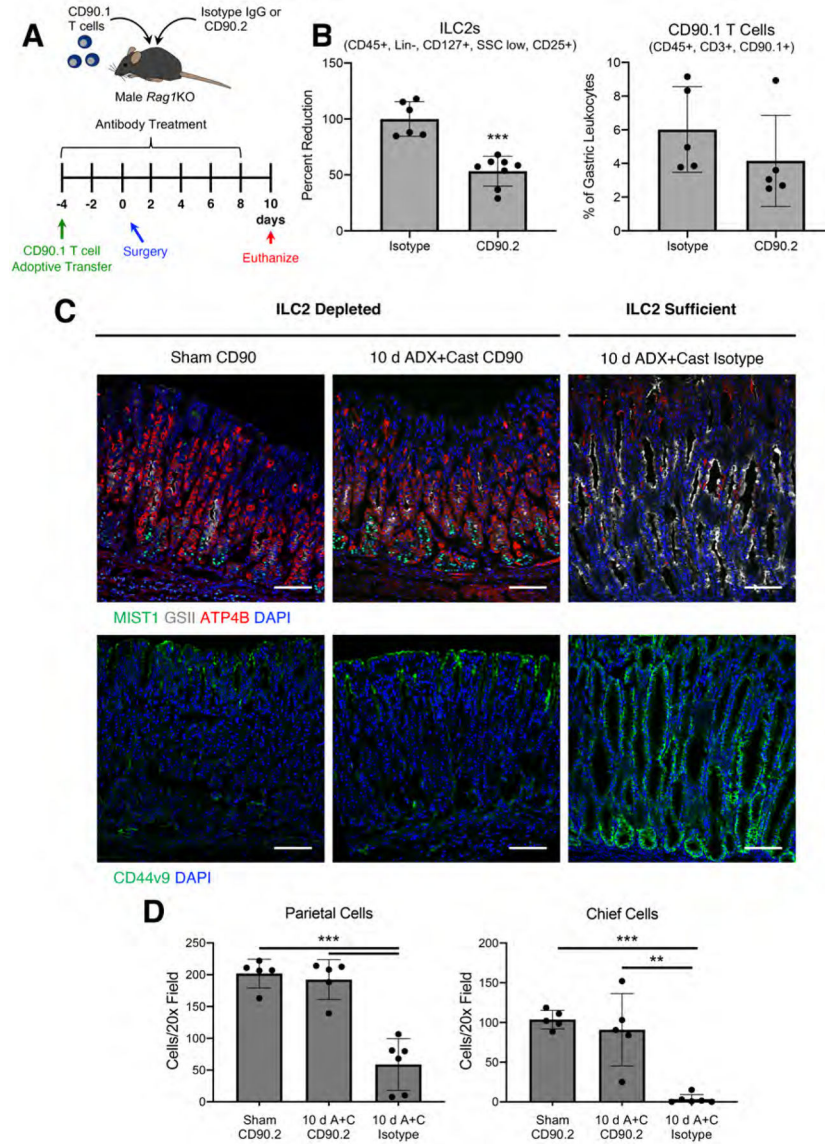 A
CD90.1
T cells
Isotype IgG or
CD90.2
Male Rag1KO
Antibody Treatment
-4 -2 0 2 4 6 8 10
days
CD90.1 T cell
Adoptive Transfer
Surgery
Euthanize
B
ILC2s
(CD45+, Lin-, CD127+, SSC low, CD25+)
Percent Reduction
150
100
50
0
***
Isotype CD90.2
CD90.1 T Cells
(CD45+, CD3+, CD90.1+)
% of Gastric Leukocytes
10
8
6
4
2
0
Isotype CD90.2
C
ILC2 Depleted ILC2 Sufficient
Sham CD90 10 d ADX+Cast CD90 10 d ADX+Cast Isotype
MIST1 GSII ATP4B DAPI
CD44v9 DAPI
D
Parietal Cells
Cells/20x Field
250
200
150
100
50
0
***
Sham
CD90.2
10 d A+C
CD90.2
10 d A+C
Isotype
Chief Cells
Cells/20x Field
200
150
100
50
0
***
**
Sham
CD90.2
10 d A+C
CD90.2
10 d A+C
Isotype